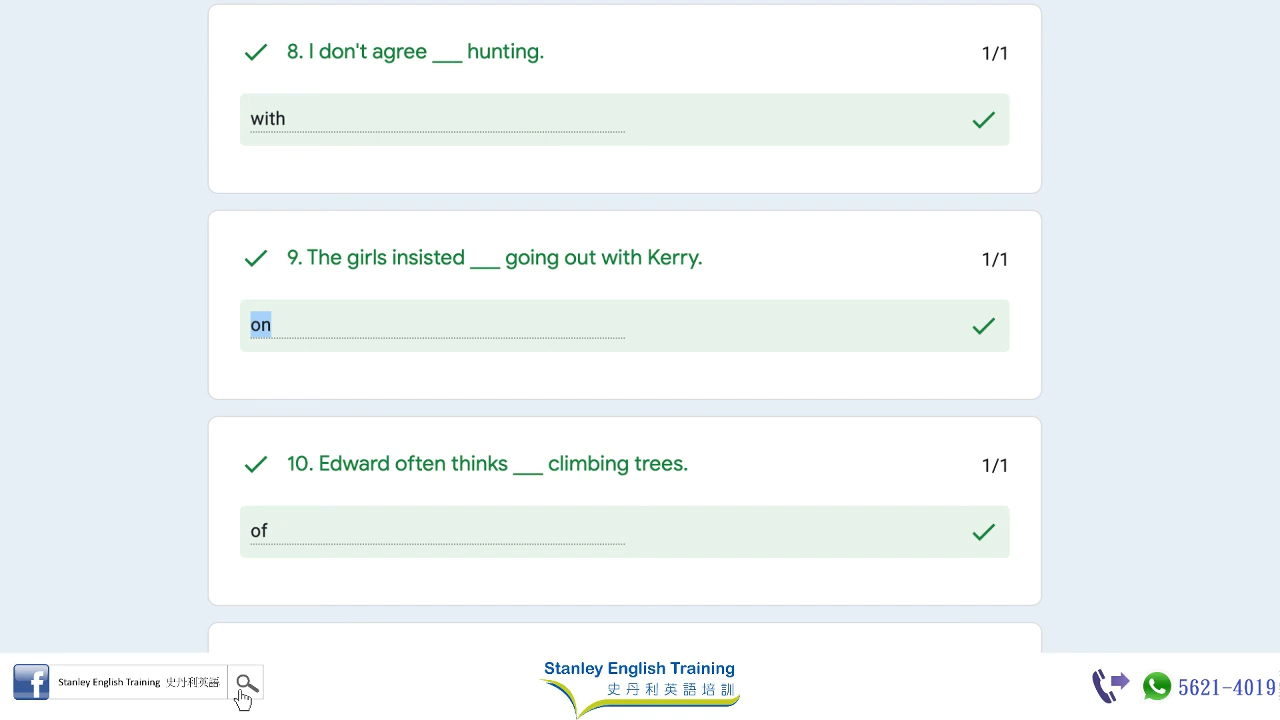 8. I don't agree ___ hunting.
1/1
with
9. The girls insisted ___ going out with Kerry.
1/1
on
10. Edward often thinks ___ climbing trees.
1/1
of
Stanley English Training 史丹利英語
Stanley English Training
史丹利英語培訓
5621-4019